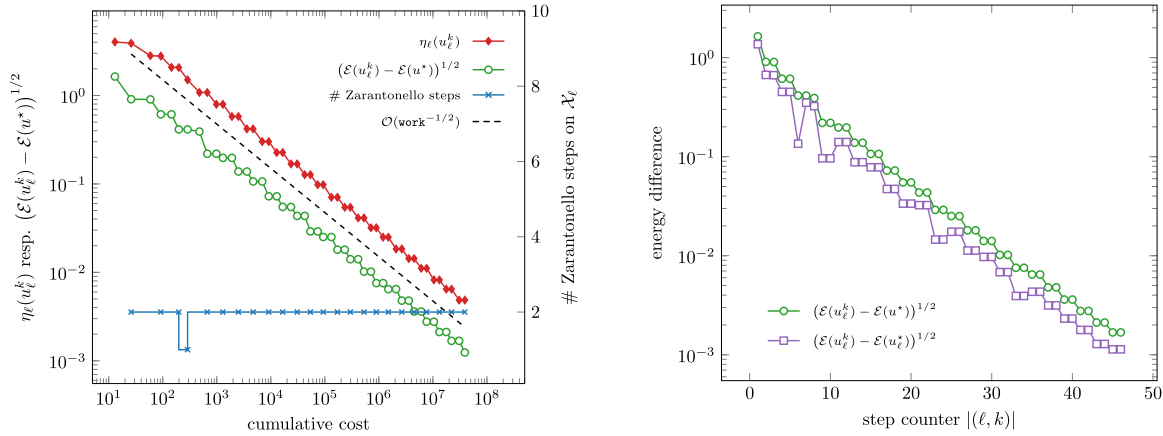 η_ℓ(u_ℓ^k) resp. (ℰ(u_ℓ^k) − ℰ(u^⋆))^{1/2}
10^0
10^−1
10^−2
10^−3
10^1
10^2
10^3
10^4
10^5
10^6
10^7
10^8
cumulative cost
η_ℓ(u_ℓ^k)
(ℰ(u_ℓ^k) − ℰ(u^⋆))^{1/2}
# Zarantonello steps
𝒪(work^{−1/2})
10
8
6
4
2
# Zarantonello steps on 𝒳_ℓ
energy difference
10^0
10^−1
10^−2
10^−3
0
10
20
30
40
50
step counter |(ℓ, k)|
(ℰ(u_ℓ^k) − ℰ(u^⋆))^{1/2}
(ℰ(u_ℓ^k) − ℰ(u_ℓ^⋆))^{1/2}